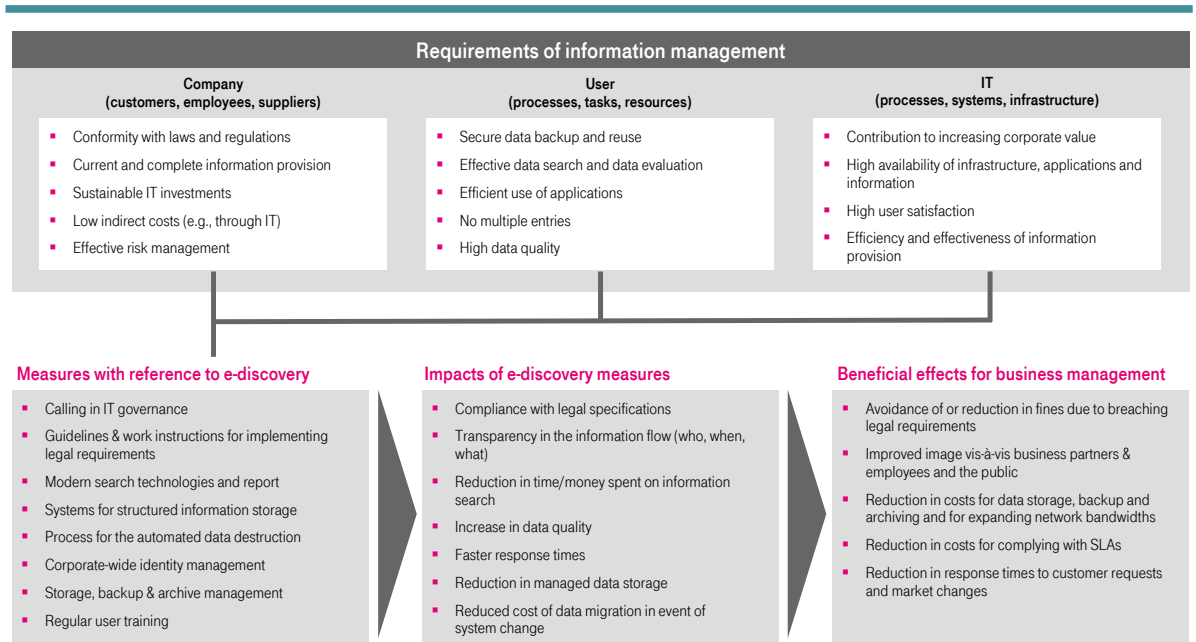 Requirements of information management
Company
(customers, employees, suppliers)
Conformity with laws and regulations
Current and complete information provision
Sustainable IT investments
Low indirect costs (e.g., through IT)
Effective risk management
User
(processes, tasks, resources)
Secure data backup and reuse
Effective data search and data evaluation
Efficient use of applications
No multiple entries
High data quality
IT
(processes, systems, infrastructure)
Contribution to increasing corporate value
High availability of infrastructure, applications and
information
High user satisfaction
Efficiency and effectiveness of information
provision
Measures with reference to e-discovery
Calling in IT governance
Guidelines & work instructions for implementing
legal requirements
Modern search technologies and report
Systems for structured information storage
Process for the automated data destruction
Corporate-wide identity management
Storage, backup & archive management
Regular user training
Impacts of e-discovery measures
Compliance with legal specifications
Transparency in the information flow (who, when,
what)
Reduction in time/money spent on information
search
Increase in data quality
Faster response times
Reduction in managed data storage
Reduced cost of data migration in event of
system change
Beneficial effects for business management
Avoidance of or reduction in fines due to breaching
legal requirements
Improved image vis-à-vis business partners &
employees and the public
Reduction in costs for data storage, backup and
archiving and for expanding network bandwidths
Reduction in costs for complying with SLAs
Reduction in response times to customer requests
and market changes